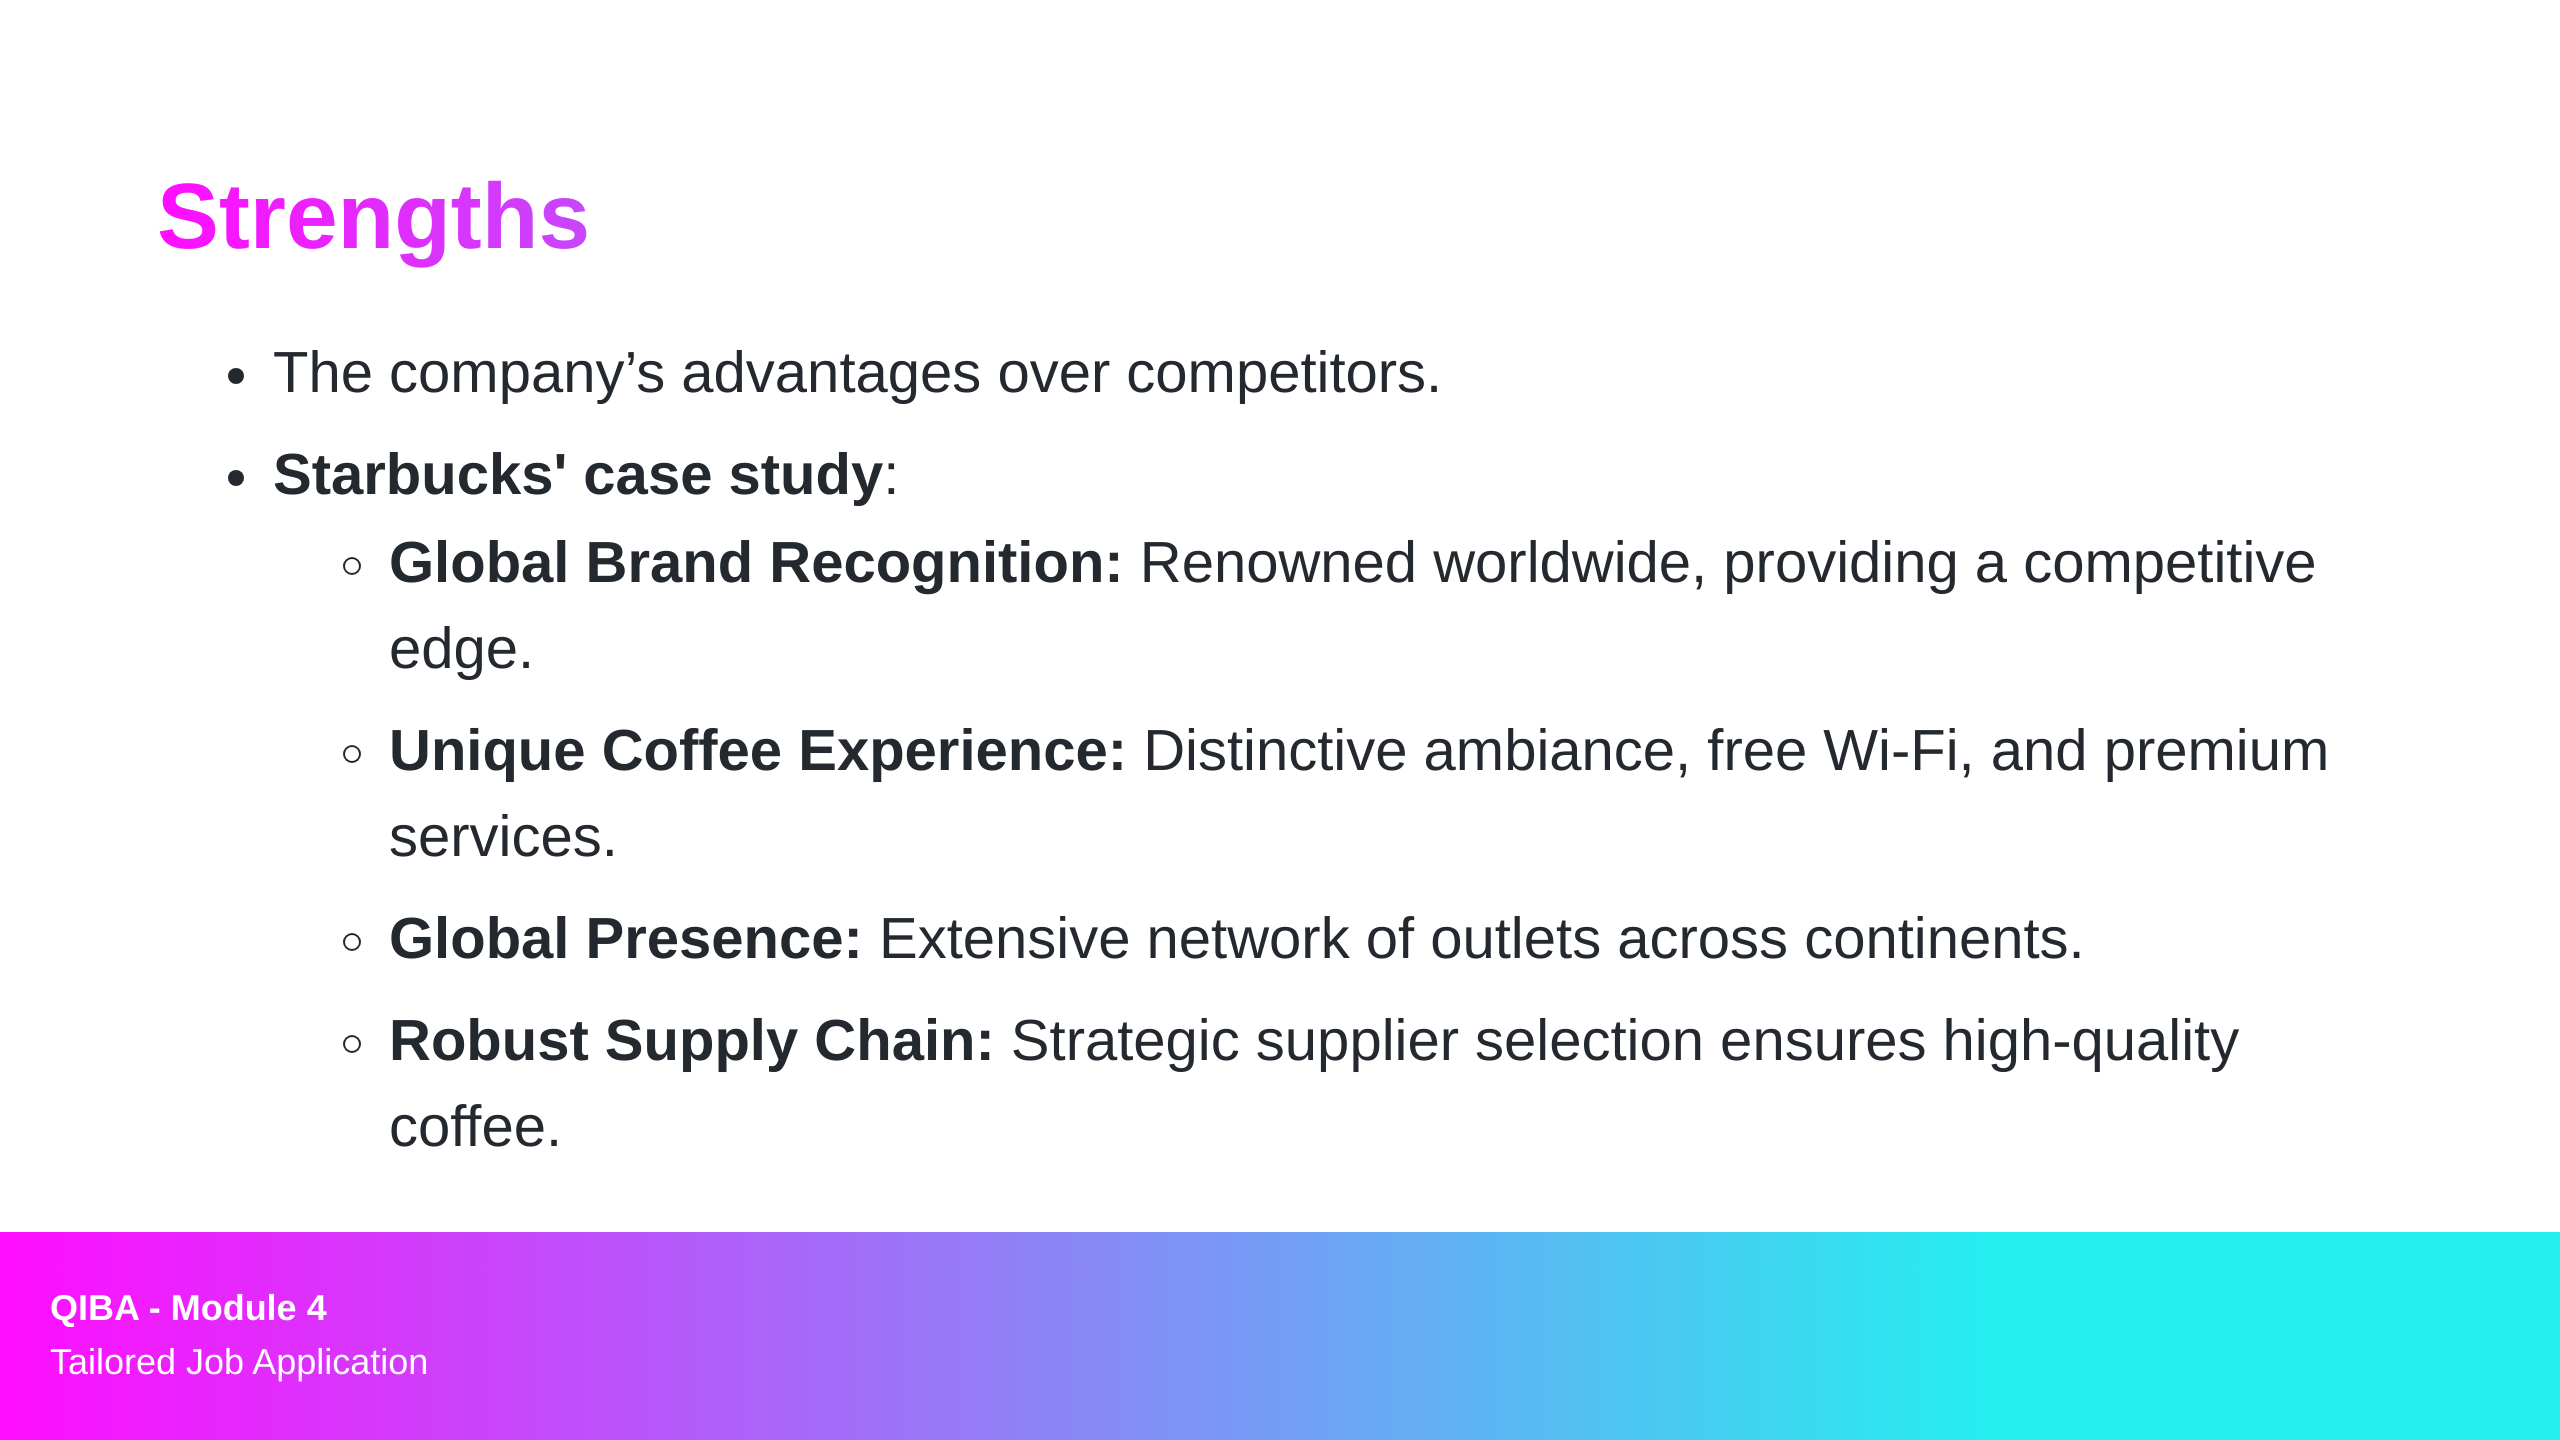 Strengths
• The company’s advantages over competitors.
• Starbucks' case study:
◦ Global Brand Recognition: Renowned worldwide, providing a competitive
edge.
◦ Unique Coffee Experience: Distinctive ambiance, free Wi-Fi, and premium
services.
◦ Global Presence: Extensive network of outlets across continents.
◦ Robust Supply Chain: Strategic supplier selection ensures high-quality
coffee.
QIBA - Module 4
Tailored Job Application